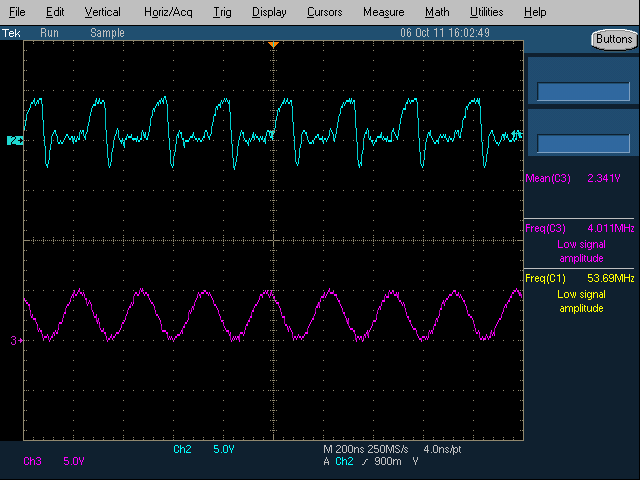 File Edit Vertical Horiz/Acq Trig Display Cursors Measure Math Utilities Help
Tek Run Sample 06 Oct 11 16:02:49
Buttons
Mean(C3) 2.341V
Freq(C3) 4.011MHz
Low signal
amplitude
Freq(C1) 53.69MHz
Low signal
amplitude
3
Ch2 5.0V M 200ns 250MS/s 4.0ns/pt
Ch3 5.0V A Ch2 900m V